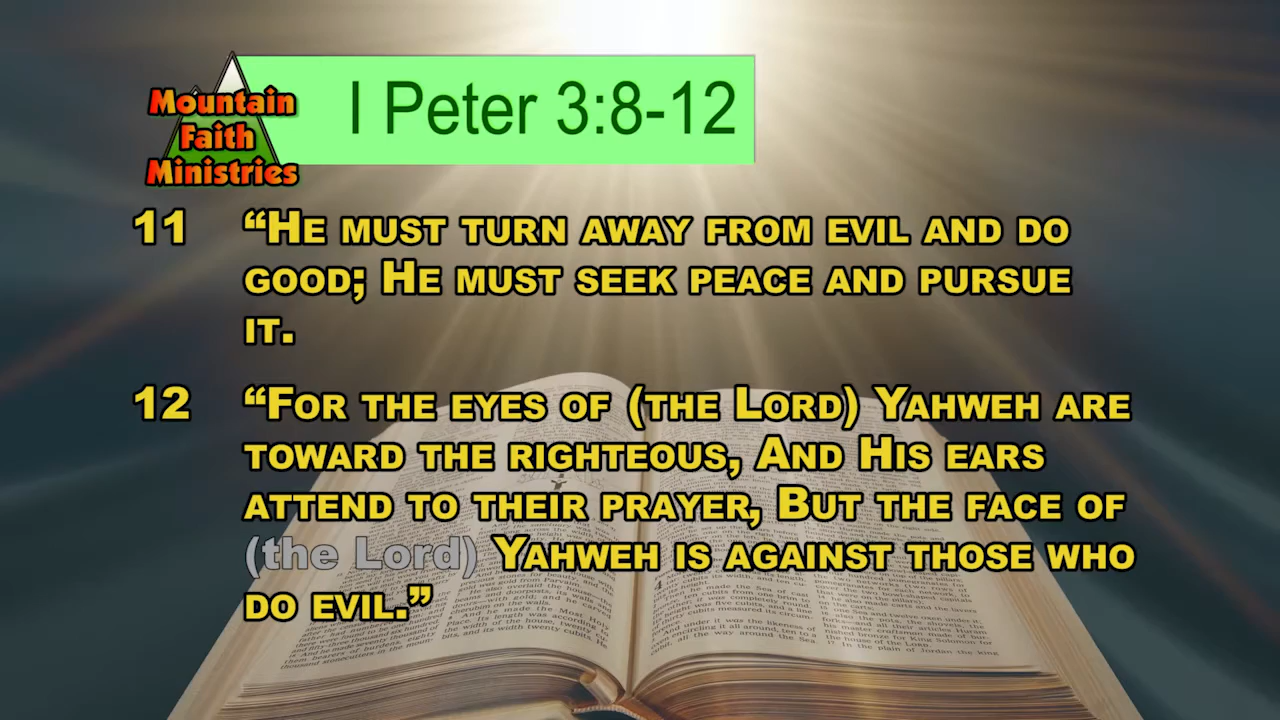 Mountain
Faith
Ministries
I Peter 3:8-12
11 “He must turn away from evil and do
good; He must seek peace and pursue
it.
12 “For the eyes of (the Lord) Yahweh are
toward the righteous, And His ears
attend to their prayer, But the face of
(the Lord) Yahweh is against those who
do evil.”